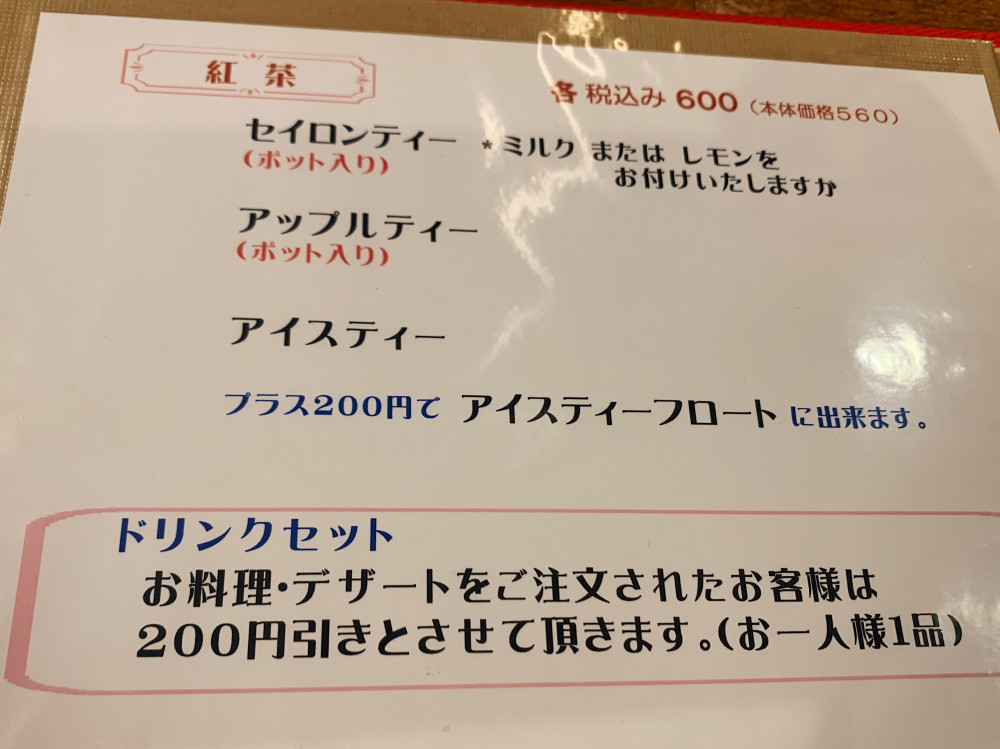 紅茶
各 税込み 600 (本体価格560)
セイロンティー *ミルク または レモンを
(ポット入り)
お付けいたしますか
アップルティー
(ポット入り)
アイスティー
プラス200円で アイスティーフロート に出来ます。
ドリンクセット
お料理・デザートをご注文されたお客様は
200円引きとさせて頂きます。(お一人様1品)